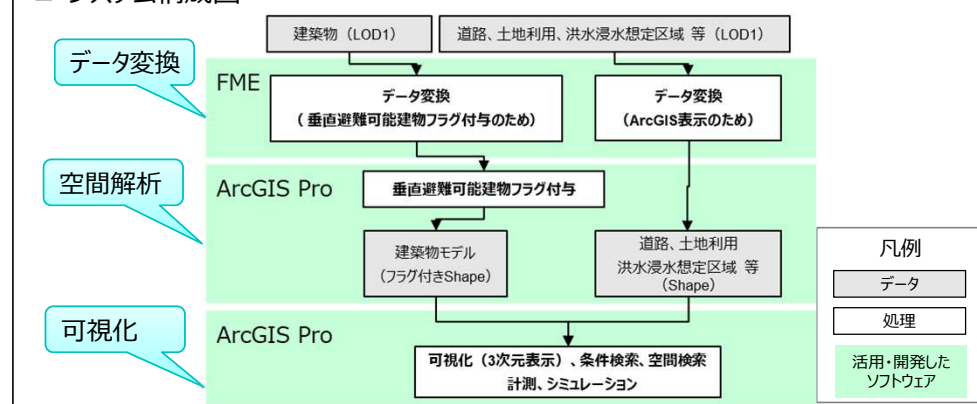 システム構成図
建築物（LOD1）
道路、土地利用、洪水浸水想定区域 等（LOD1）
データ変換
FME
データ変換
（垂直避難可能建物フラグ付与のため）
データ変換
（ArcGIS表示のため）
空間解析
ArcGIS Pro
垂直避難可能建物フラグ付与
建築物モデル
（フラグ付きShape）
道路、土地利用
洪水浸水想定区域 等
（Shape）
可視化
ArcGIS Pro
可視化（3次元表示）、条件検索、空間検索
計測、シミュレーション
凡例
データ
処理
活用・開発した
ソフトウェア